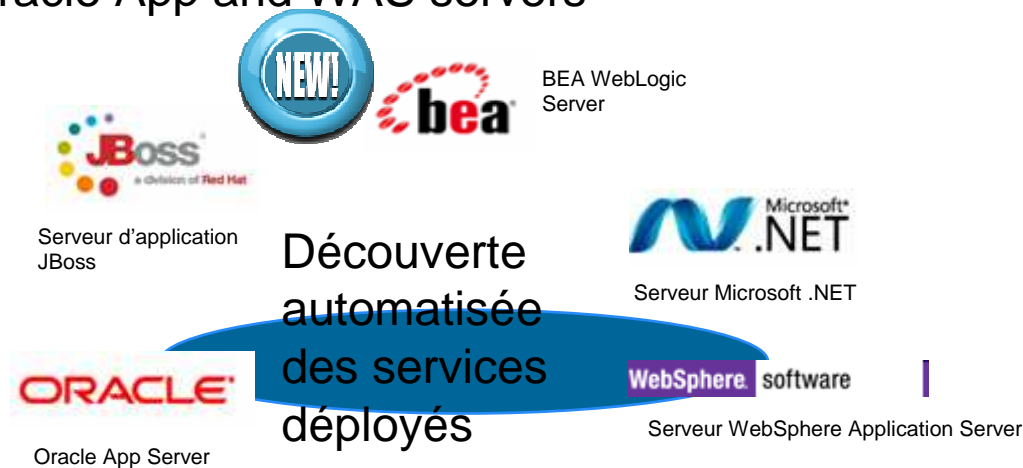 racle App and WAS servers
NEW!
bea
BEA WebLogic
Server
JBoss
a division of Red Hat
Microsoft
.NET
Serveur d'application
JBoss
Découverte
automatisée
des services
déployés
Serveur Microsoft .NET
ORACLE
WebSphere. software
Oracle App Server
Serveur WebSphere Application Server